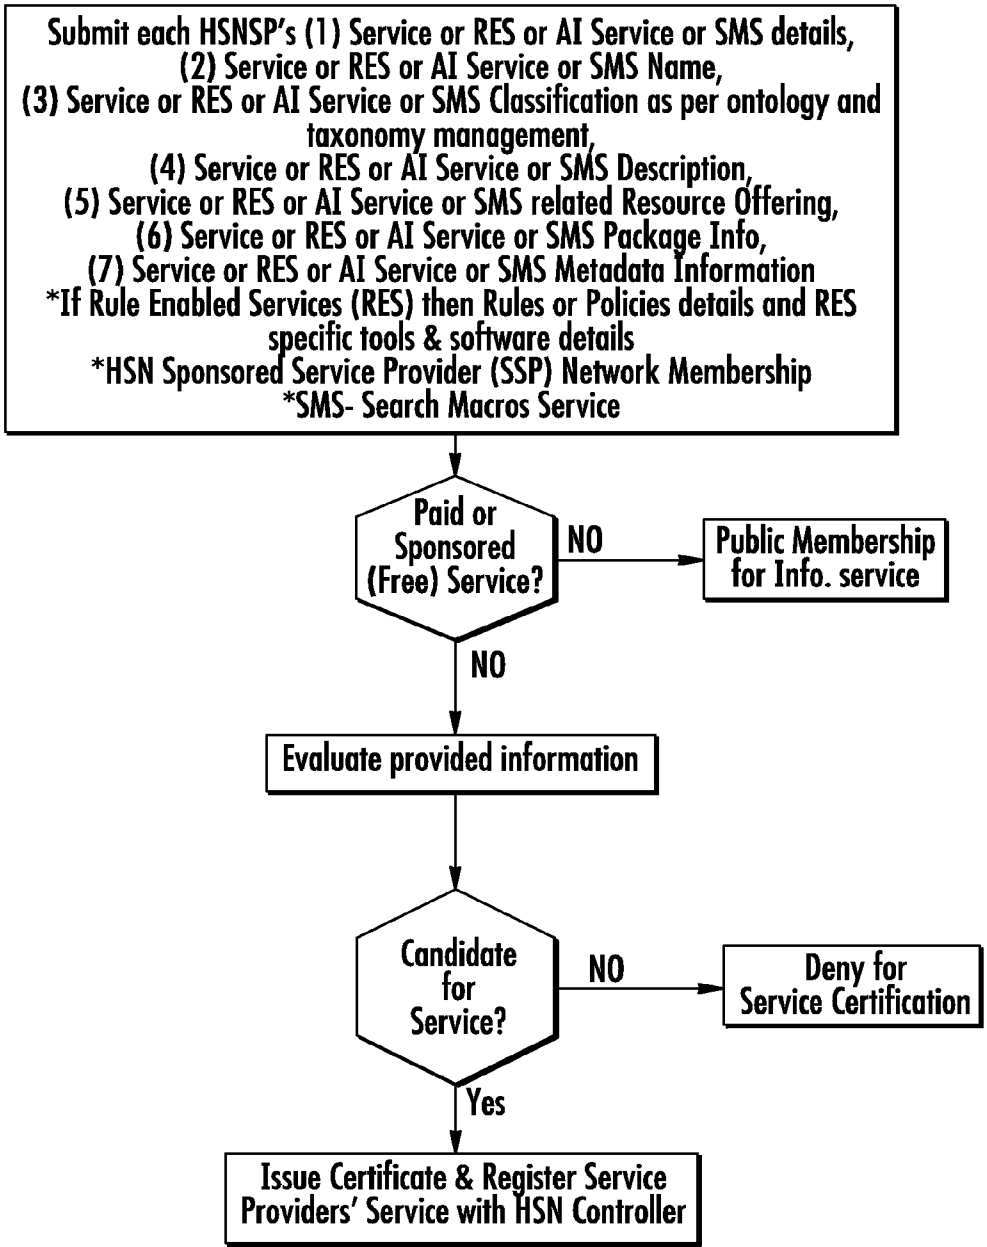 Submit each HSNSP's (1) Service or RES or AI Service or SMS details,
(2) Service or RES or AI Service or SMS Name,
(3) Service or RES or AI Service or SMS Classification as per ontology and
taxonomy management,
(4) Service or RES or AI Service or SMS Description,
(5) Service or RES or AI Service or SMS related Resource Offering,
(6) Service or RES or AI Service or SMS Package Info,
(7) Service or RES or AI Service or SMS Metadata Information
*If Rule Enabled Services (RES) then Rules or Policies details and RES
specific tools & software details
*HSN Sponsored Service Provider (SSP) Network Membership
*SMS- Search Macros Service
Paid or
Sponsored
(Free) Service?
NO
Public Membership
for Info. service
NO
Evaluate provided information
Candidate
for
Service?
NO
Deny for
Service Certification
Yes
Issue Certificate & Register Service
Providers' Service with HSN Controller